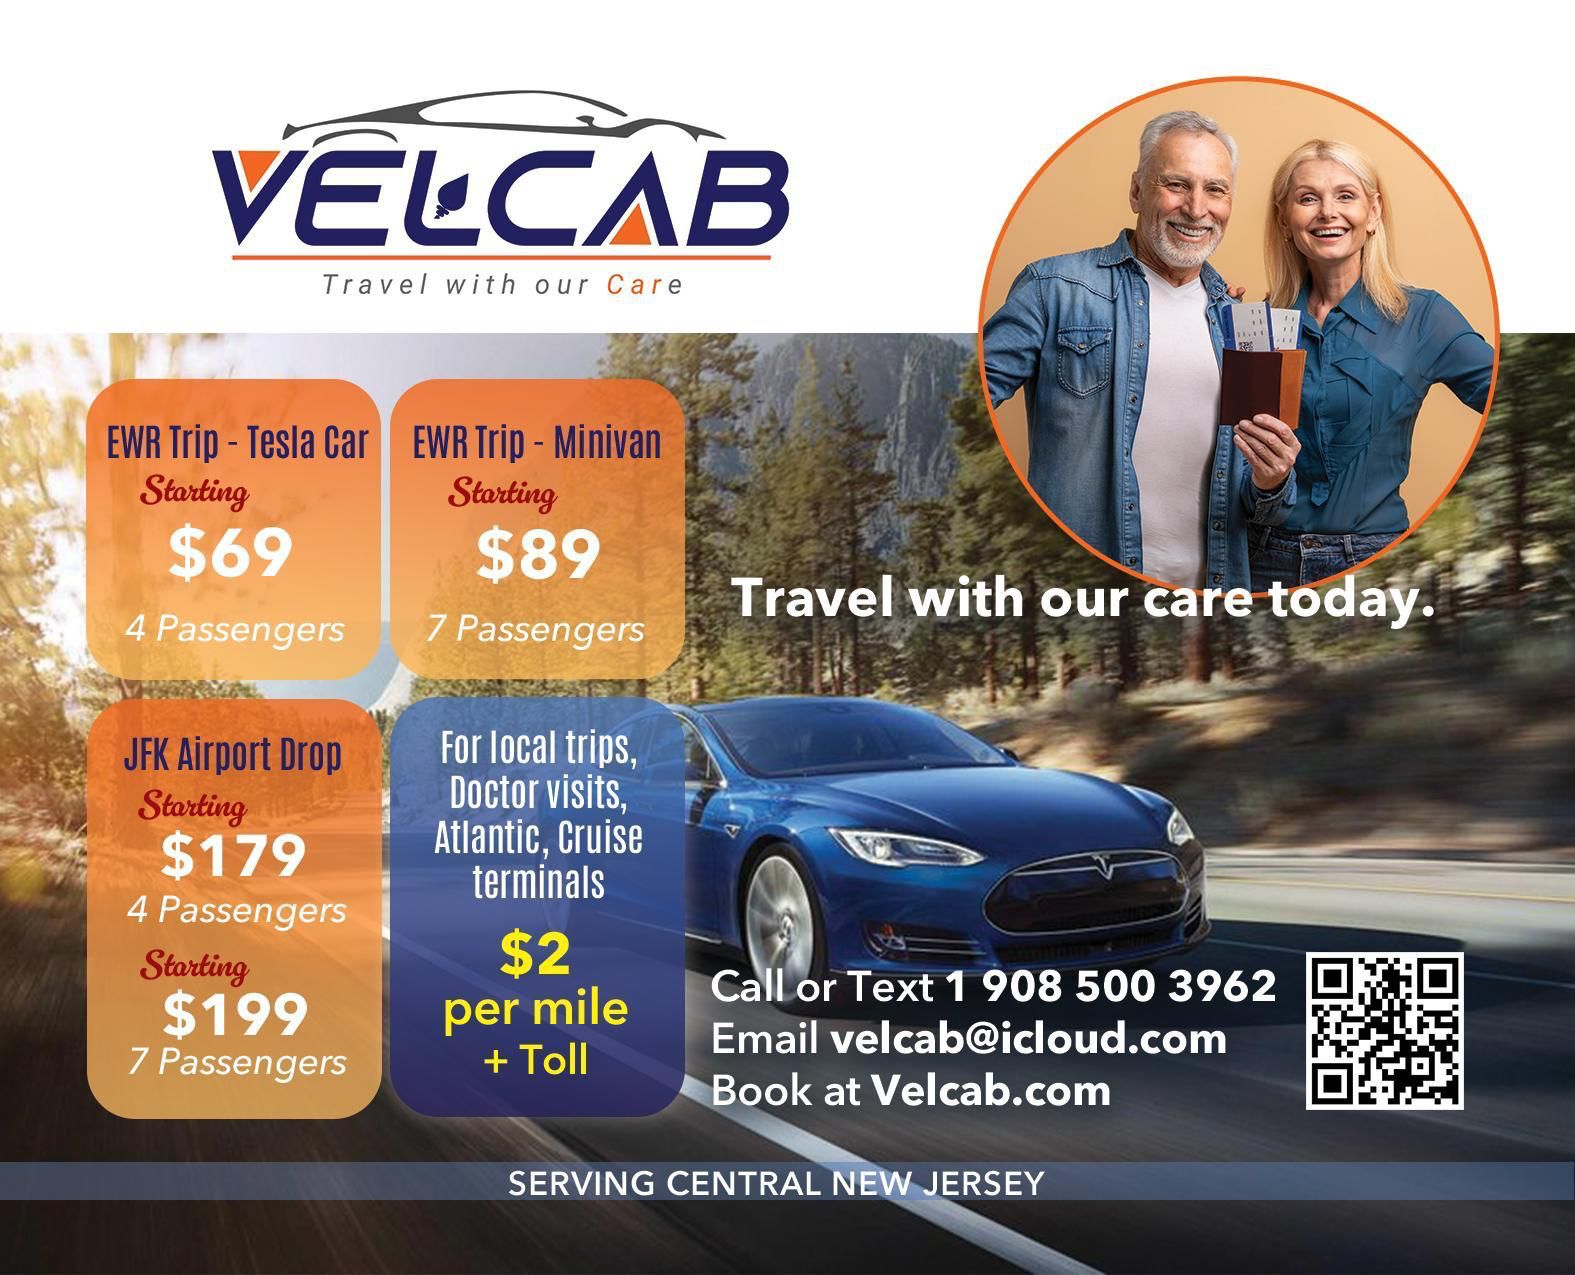 VELCAB
Travel with our Care
EWR Trip - Tesla Car
Starting
$69
4 Passengers
EWR Trip - Minivan
Starting
$89
7 Passengers
Travel with our care today.
JFK Airport Drop
Starting
$179
4 Passengers
Starting
$199
7 Passengers
For local trips,
Doctor visits,
Atlantic, Cruise
terminals
$2
per mile
+ Toll
Call or Text 1 908 500 3962
Email velcab@icloud.com
Book at Velcab.com
SERVING CENTRAL NEW JERSEY